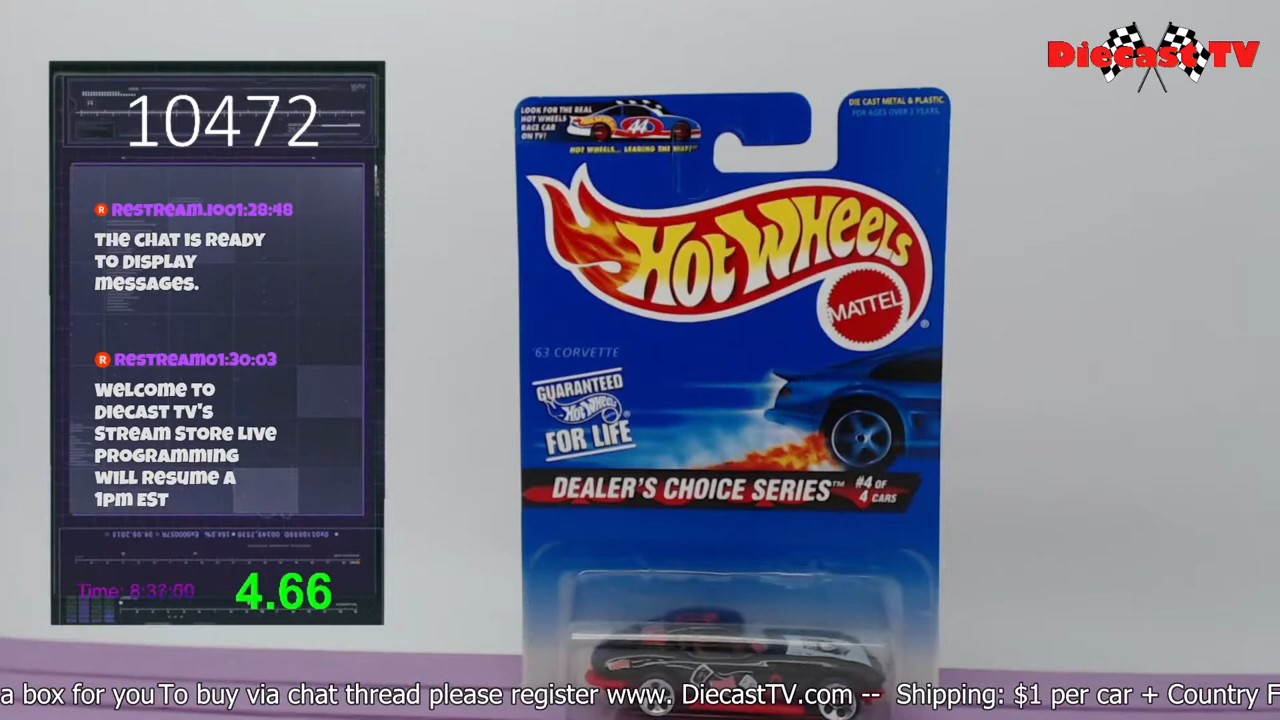 Diecast TV
10472
RESTREAM.IO01:28:48
THE CHAT IS READY
TO DISPLAY
MESSAGES.
RESTREAM01:30:03
WELCOME TO
DIECAST TV'S
STREAM STORE LIVE
PROGRAMMING
WILL RESUME A
1PM EST
Time: 8:37:00
4.66
LOOK FOR THE REAL
HOT WHEELS
RACE CAR
ON TV!
44
HOT WHEELS... LEADING THE WAY!™
DIE CAST METAL & PLASTIC
FOR AGES OVER 3 YEARS
HOT WHEELS
MATTEL
®
'63 CORVETTE
GUARANTEED
Hot Wheels
FOR LIFE
DEALER'S CHOICE SERIES™ #4 OF
4 CARS
a box for you To buy via chat thread please register www. DiecastTV.com -- Shipping: $1 per car + Country F